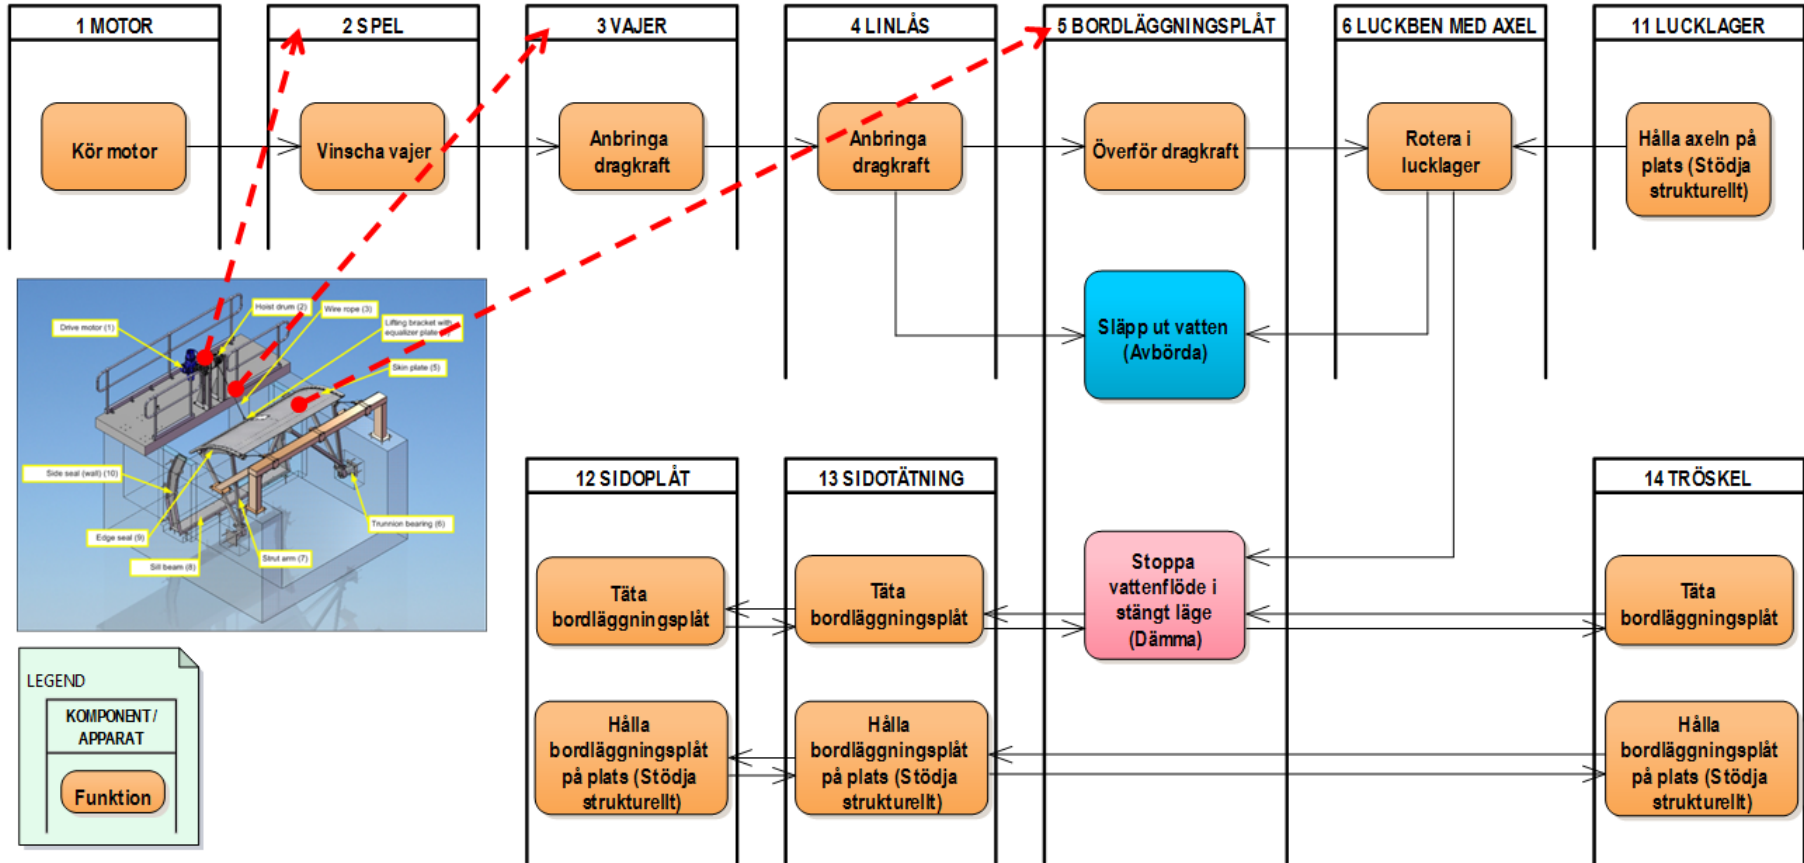 1 MOTOR
2 SPEL
3 VAJER
4 LINLÅS
5 BORDLÄGGNINGSPLÅT
6 LUCKBEN MED AXEL
11 LUCKLAGER
Kör motor
Vinscha vajer
Anbringa
dragkraft
Anbringa
dragkraft
Överför dragkraft
Rotera i
lucklager
Hålla axeln på
plats (Stödja
strukturellt)
Släpp ut vatten
(Avbörda)
Drive motor (1)
Hoist drum (2)
Wire rope (3)
Lifting bracket with
equalizer plate
Skin plate (5)
Side seal (wall) (10)
Edge seal (9)
Sill beam (8)
Strut arm (7)
Trunnion bearing (6)
12 SIDOPLÅT
13 SIDOTÄTNING
14 TRÖSKEL
Täta
bordläggningsplåt
Täta
bordläggningsplåt
Stoppa
vattenflöde i
stängt läge
(Dämma)
Täta
bordläggningsplåt
Hålla
bordläggningsplåt
på plats (Stödja
strukturellt)
Hålla
bordläggningsplåt
på plats (Stödja
strukturellt)
Hålla
bordläggningsplåt
på plats (Stödja
strukturellt)
LEGEND
KOMPONENT/
APPARAT
Funktion